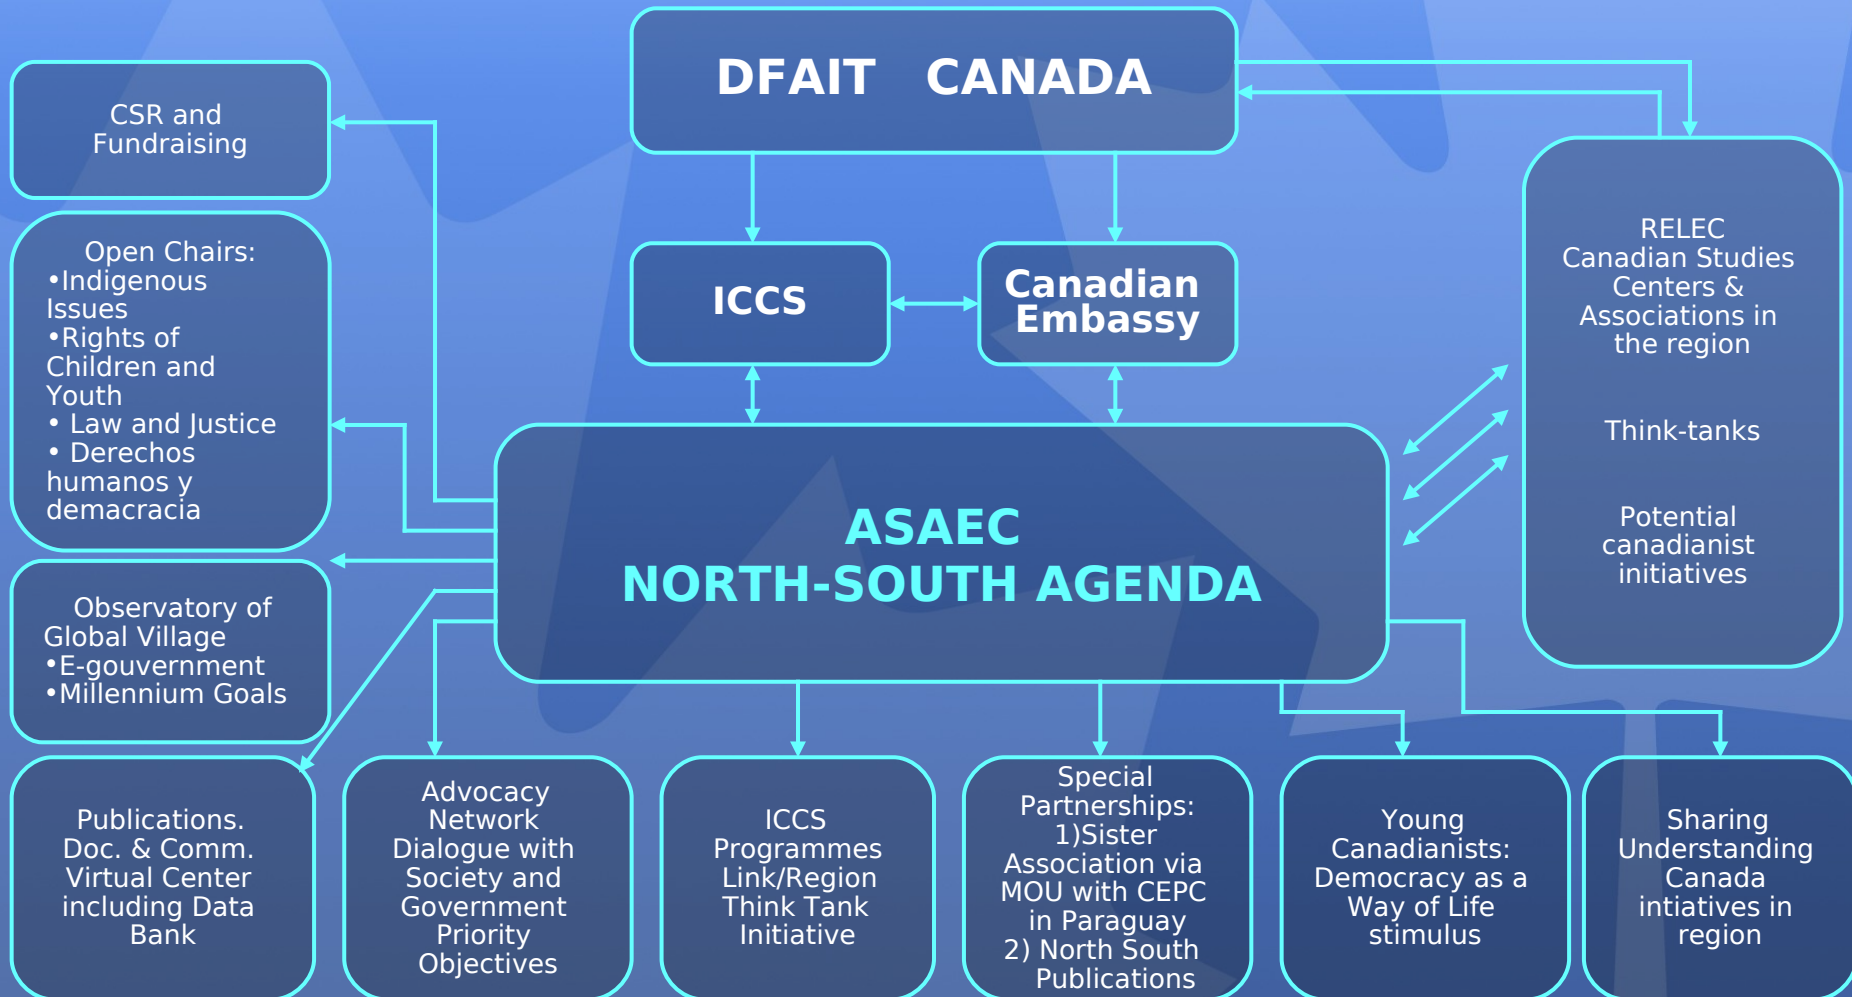 DFAIT CANADA
CSR and
Fundraising
Open Chairs:
•Indigenous
Issues
•Rights of
Children and
Youth
• Law and Justice
• Derechos
humanos y
demacracia
ICCS
Canadian
Embassy
RELEC
Canadian Studies
Centers &
Associations in
the region
Think-tanks
Potential
canadianist
initiatives
ASAEC
NORTH-SOUTH AGENDA
Observatory of
Global Village
•E-gouvernment
•Millennium Goals
Publications.
Doc. & Comm.
Virtual Center
including Data
Bank
Advocacy
Network
Dialogue with
Society and
Government
Priority
Objectives
ICCS
Programmes
Link/Region
Think Tank
Initiative
Special
Partnerships:
1)Sister
Association via
MOU with CEPC
in Paraguay
2) North South
Publications
Young
Canadianists:
Democracy as a
Way of Life
stimulus
Sharing
Understanding
Canada
intiatives in
region